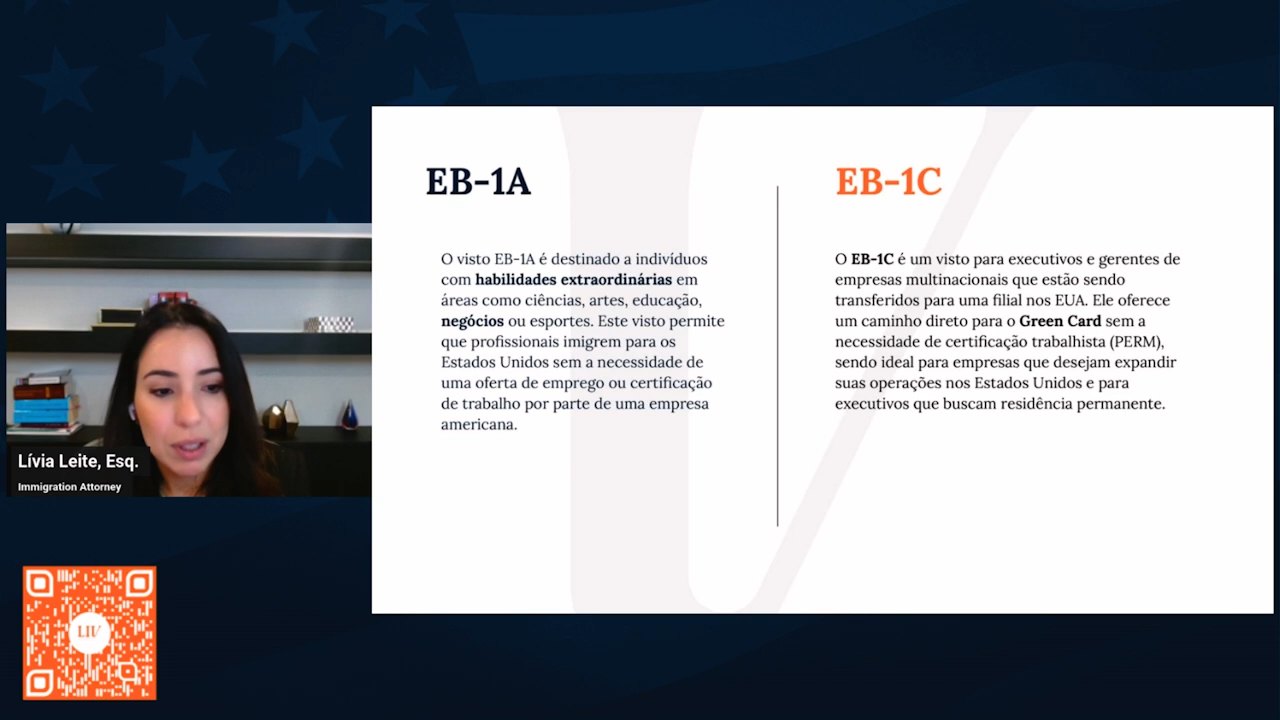 EB-1A
O visto EB-1A é destinado a indivíduos
com habilidades extraordinárias em
áreas como ciências, artes, educação,
negócios ou esportes. Este visto permite
que profissionais imigrem para os
Estados Unidos sem a necessidade de
uma oferta de emprego ou certificação
de trabalho por parte de uma empresa
americana.
EB-1C
O EB-1C é um visto para executivos e gerentes de
empresas multinacionais que estão sendo
transferidos para uma filial nos EUA. Ele oferece
um caminho direto para o Green Card sem a
necessidade de certificação trabalhista (PERM),
sendo ideal para empresas que desejam expandir
suas operações nos Estados Unidos e para
executivos que buscam residência permanente.
Lívia Leite, Esq.
Immigration Attorney
LIV